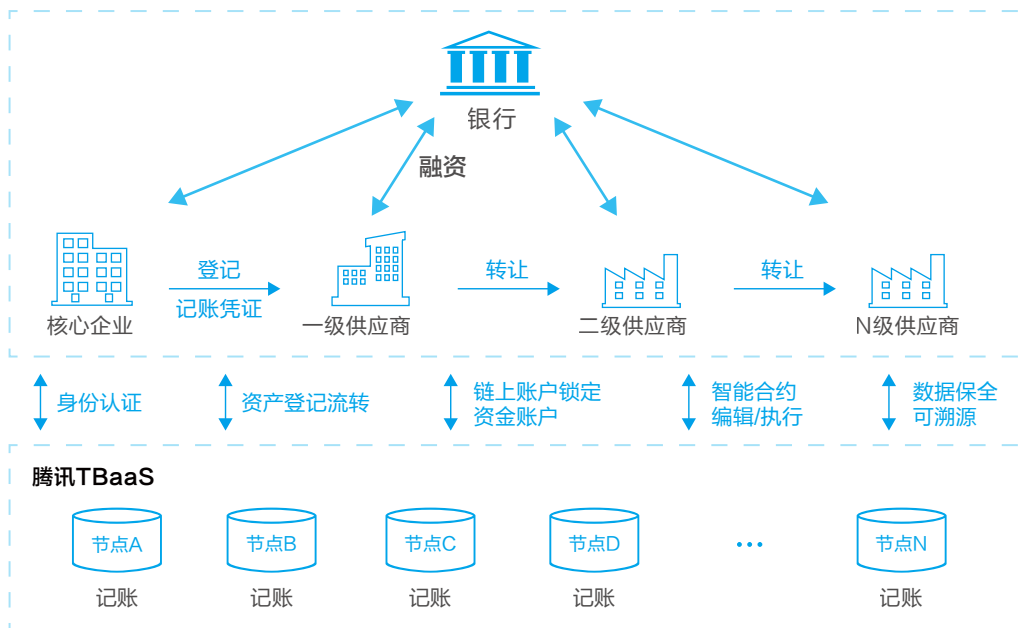 银行
融资
登记
记账凭证
转让
转让
核心企业
一级供应商
二级供应商
N级供应商
身份认证
资产登记流转
链上账户锁定
资金账户
智能合约
编辑/执行
数据保全
可溯源
腾讯TBaaS
节点A
节点B
节点C
节点D
...
节点N
记账
记账
记账
记账
记账